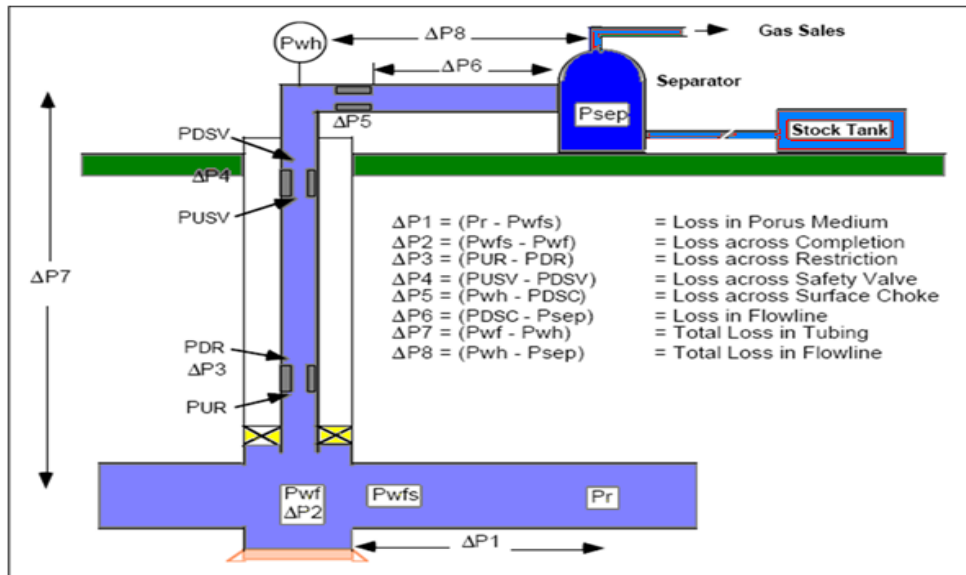 Pwh
ΔP8
Gas Sales
ΔP6
Separator
ΔP5
Psep
PDSV
Stock Tank
ΔP4
PUSV
ΔP7
ΔP1 = (Pr - Pwfs) = Loss in Porus Medium
ΔP2 = (Pwfs - Pwf) = Loss across Completion
ΔP3 = (PUR - PDR) = Loss across Restriction
ΔP4 = (PUSV - PDSV) = Loss across Safety Valve
ΔP5 = (Pwh - PDSC) = Loss across Surface Choke
ΔP6 = (PDSC - Psep) = Loss in Flowline
ΔP7 = (Pwf - Pwh) = Total Loss in Tubing
ΔP8 = (Pwh - Psep) = Total Loss in Flowline
PDR
ΔP3
PUR
Pwf
ΔP2
Pwfs
Pr
ΔP1